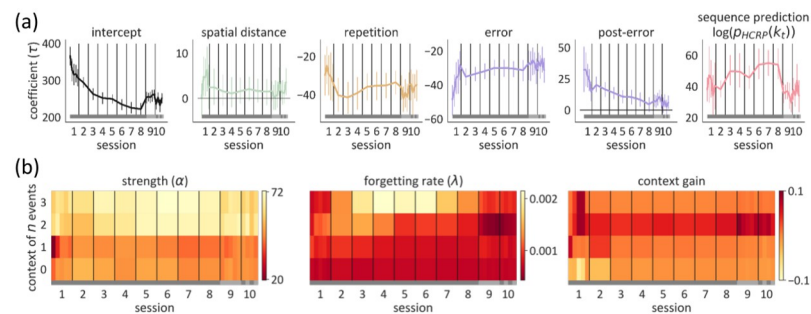 (a)
intercept
spatial distance
repetition
error
post-error
sequence prediction
log(p_HCRP(k_t))
coefficient (τ)
400
300
200
10
0
−20
−40
−20
−40
−60
50
25
0
60
40
20
1 2 3 4 5 6 7 8 9 10
1 2 3 4 5 6 7 8 9 10
1 2 3 4 5 6 7 8 9 10
1 2 3 4 5 6 7 8 9 10
1 2 3 4 5 6 7 8 9 10
1 2 3 4 5 6 7 8 9 10
session
session
session
session
session
session
(b)
strength (α)
forgetting rate (λ)
context gain
context of n events
3
2
1
0
72
20
0.002
0.001
0.1
−0.1
1 2 3 4 5 6 7 8 9 10
1 2 3 4 5 6 7 8 9 10
1 2 3 4 5 6 7 8 9 10
session
session
session